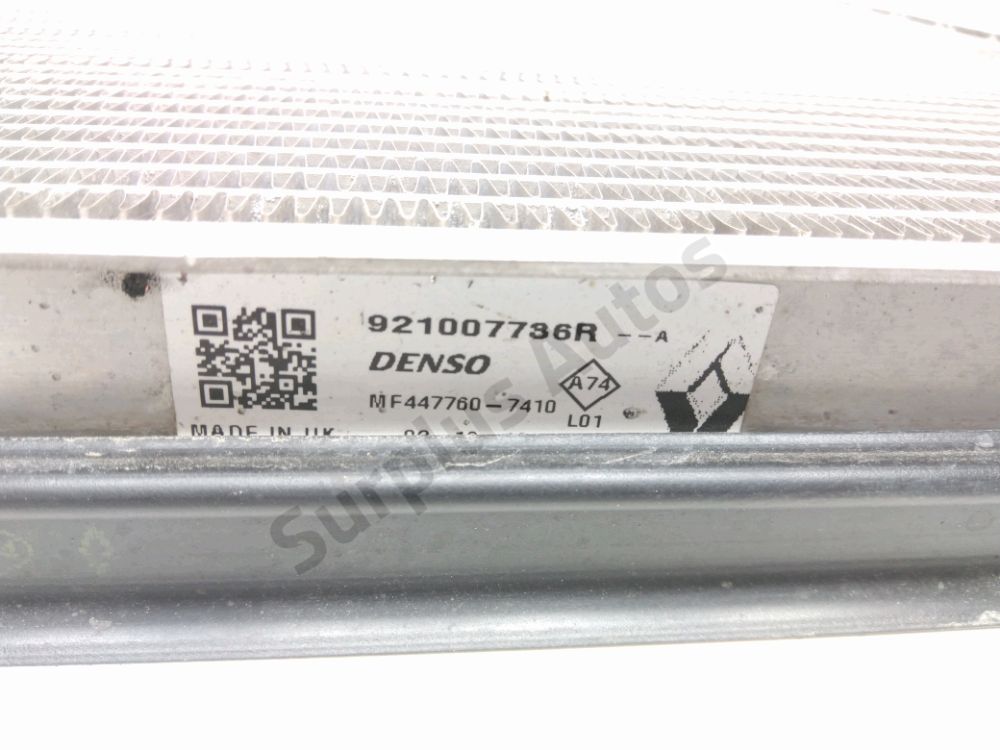 921007736R --A
DENSO
A74
MF447760-7410
L01
MADE IN UK
Surplus Autos